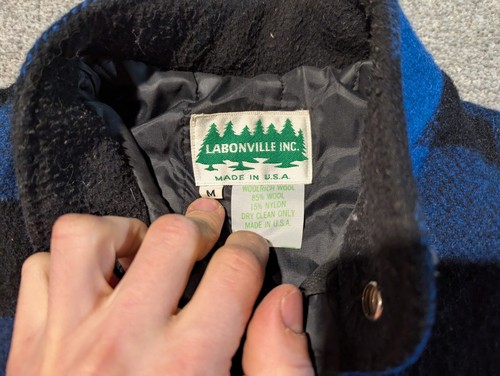 LABONVILLE INC.
MADE IN U.S.A.
M
WOOLRICH WOOL
85% WOOL
15% NYLON
DRY CLEAN ONLY
MADE IN U.S.A.